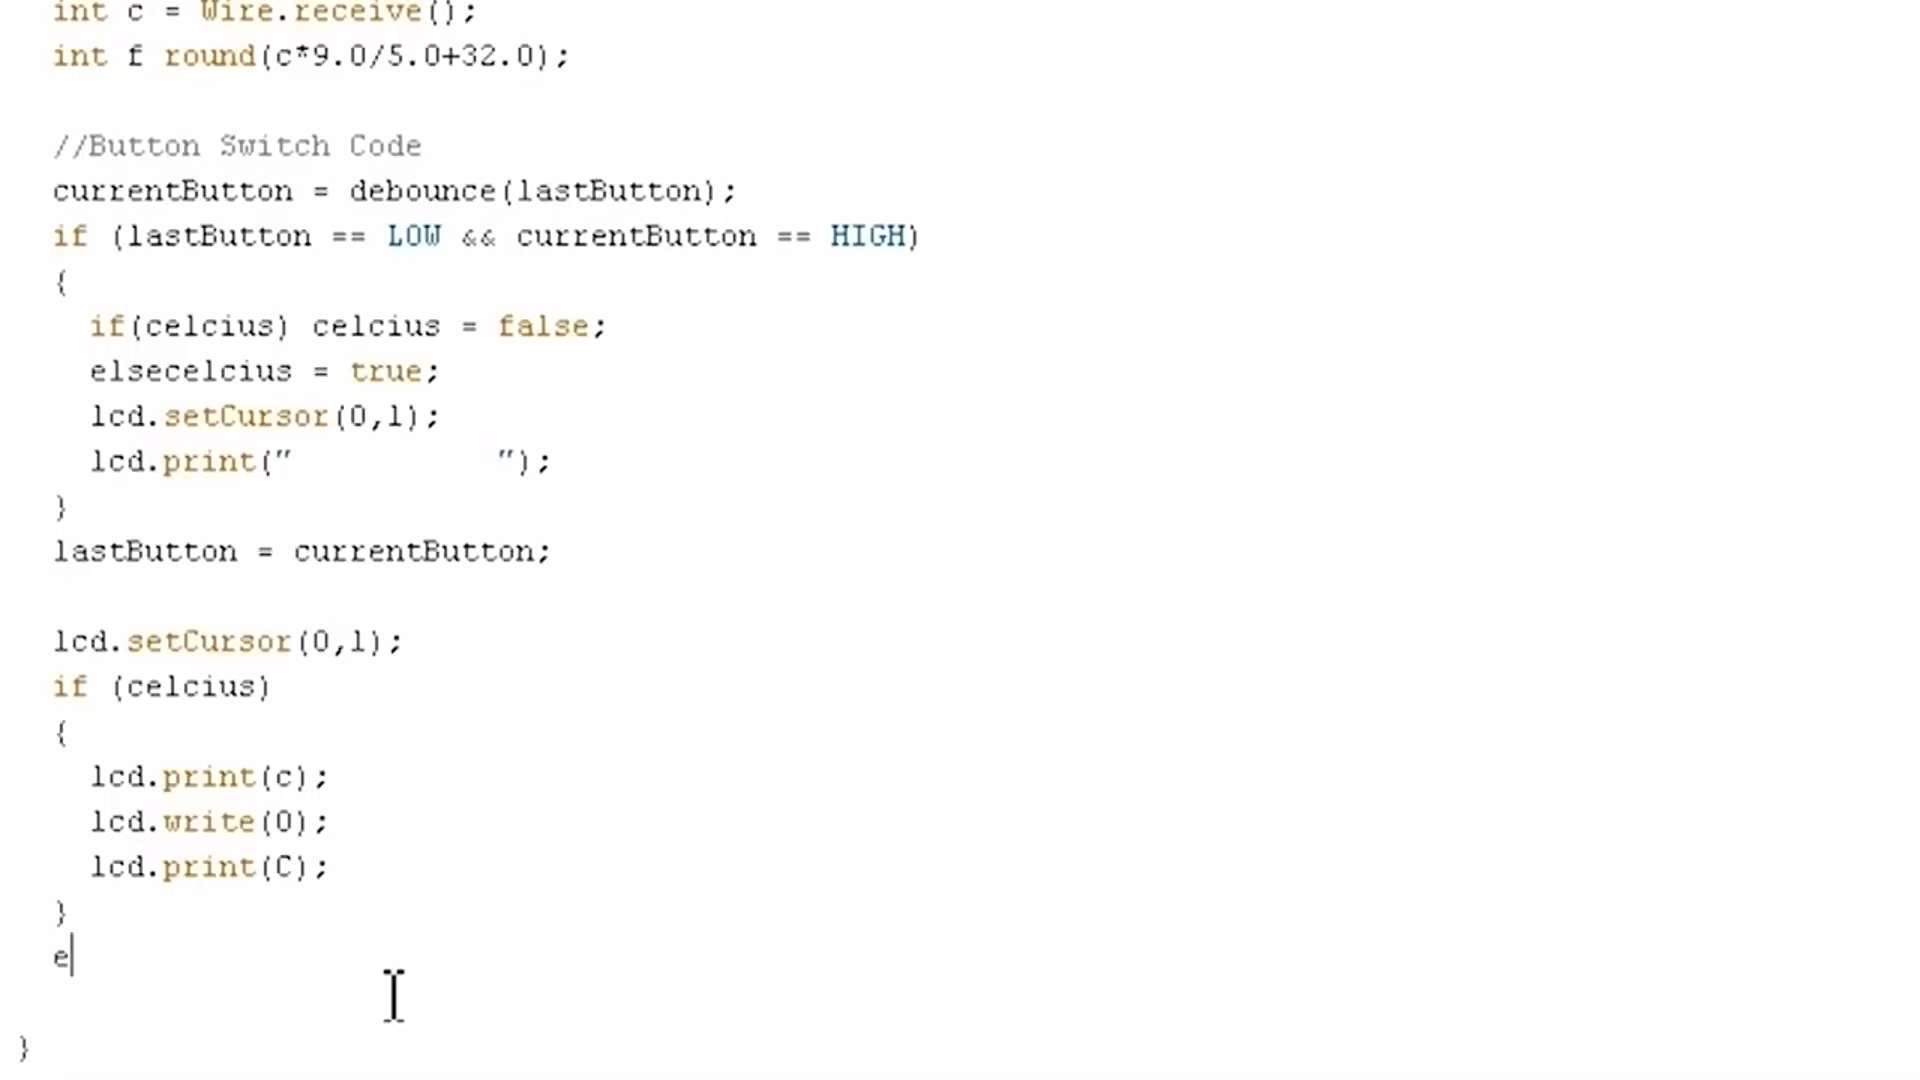 int c = Wire.receive();
int f round(c*9.0/5.0+32.0);
//Button Switch Code
currentButton = debounce(lastButton);
if (lastButton == LOW && currentButton == HIGH)
{
if(celcius) celcius = false;
elsecelcius = true;
lcd.setCursor(0,1);
lcd.print("           ");
}
lastButton = currentButton;
lcd.setCursor(0,1);
if (celcius)
{
lcd.print(c);
lcd.write(0);
lcd.print(C);
}
e
}